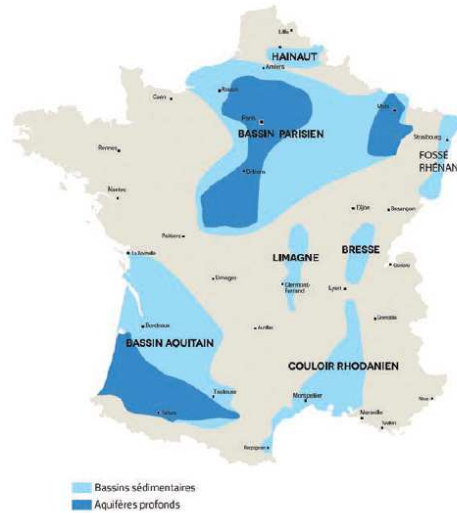 Lille
HAINAUT
Amiens
Rouen
Caen
Paris
Metz
BASSIN PARISIEN
Strasbourg
FOSSÉ
RHÉNAN
Rennes
Orléans
Nantes
Dijon
Besançon
Poitiers
LIMAGNE
BRESSE
La Rochelle
Limoges
Clermont-
Ferrand
Lyon
Genève
Bordeaux
Aurillac
Grenoble
BASSIN AQUITAIN
COULOIR RHODANIEN
Toulouse
Montpellier
Nice
Marseille
Toulon
Perpignan
Bassins sédimentaires
Aquifères profonds